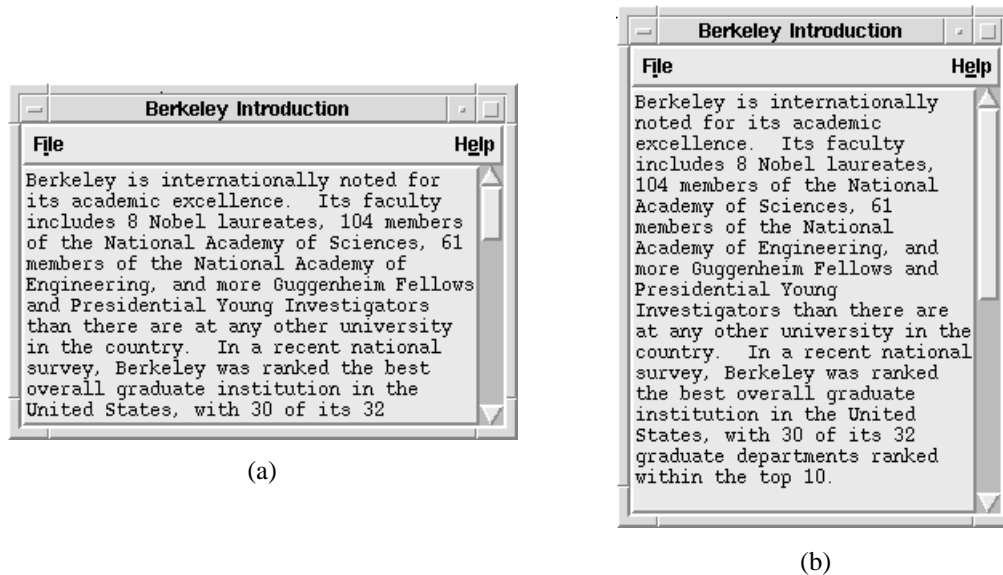 Berkeley Introduction
File Help
Berkeley is internationally noted for
its academic excellence.  Its faculty
includes 8 Nobel laureates, 104 members
of the National Academy of Sciences, 61
members of the National Academy of
Engineering, and more Guggenheim Fellows
and Presidential Young Investigators
than there are at any other university
in the country.  In a recent national
survey, Berkeley was ranked the best
overall graduate institution in the
United States, with 30 of its 32
(a)
Berkeley Introduction
File Help
Berkeley is internationally
noted for its academic
excellence.  Its faculty
includes 8 Nobel laureates,
104 members of the National
Academy of Sciences, 61
members of the National
Academy of Engineering, and
more Guggenheim Fellows and
Presidential Young
Investigators than there are
at any other university in the
country.  In a recent national
survey, Berkeley was ranked
the best overall graduate
institution in the United
States, with 30 of its 32
graduate departments ranked
within the top 10.
(b)